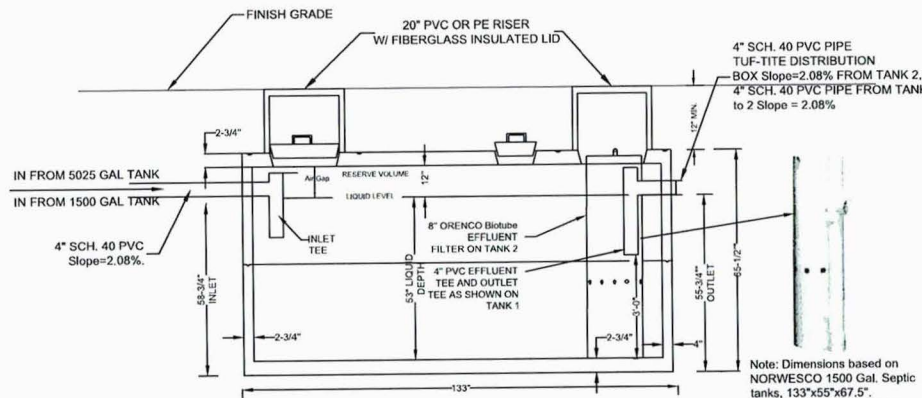 FINISH GRADE
20" PVC OR PE RISER
W/ FIBERGLASS INSULATED LID
4" SCH. 40 PVC PIPE
TUF-TITE DISTRIBUTION
BOX Slope=2.08% FROM TANK 2,
4" SCH. 40 PVC PIPE FROM TANK
to 2 Slope = 2.08%
12" MIN.
2-3/4"
IN FROM 5025 GAL TANK
IN FROM 1500 GAL TANK
Air Gap
RESERVE VOLUME
12"
LIQUID LEVEL
4" SCH. 40 PVC
Slope=2.08%.
INLET
TEE
8" ORENCO Biotube
EFFLUENT
FILTER ON TANK 2
4" PVC EFFLUENT
TEE AND OUTLET
TEE AS SHOWN ON
TANK 1
58-3/4"
INLET
53" LIQUID
DEPTH
3'-0"
55-3/4""
OUTLET
65-1/2"
2-3/4"
2-3/4"
4"
133"
Note: Dimensions based on
NORWESCO 1500 Gal. Septic
tanks, 133"x55"x67.5".